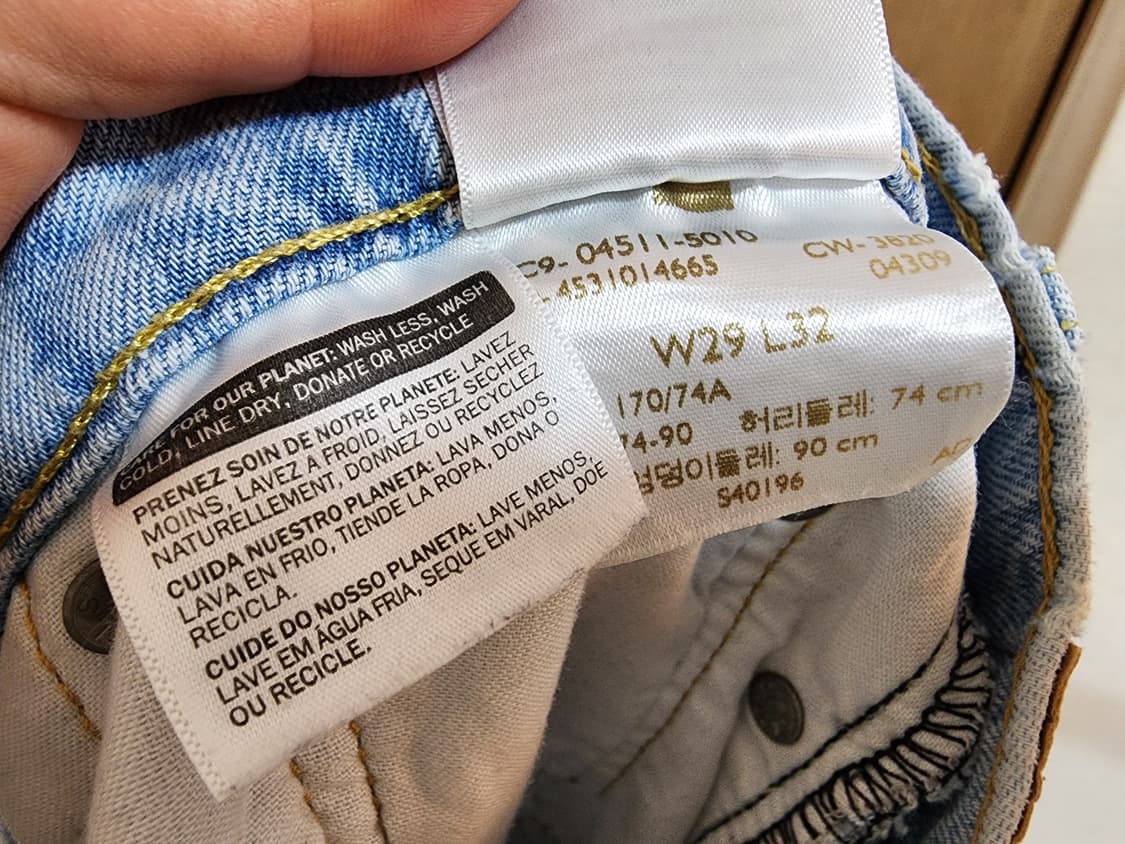 CARE FOR OUR PLANET: WASH LESS, WASH
COLD, LINE DRY, DONATE OR RECYCLE
PRENEZ SOIN DE NOTRE PLANETE: LAVEZ
MOINS, LAVEZ A FROID, LAISSEZ SECHER
NATURELLEMENT, DONNEZ OU RECYCLEZ
CUIDA NUESTRO PLANETA: LAVA MENOS,
LAVA EN FRIO, TIENDE LA ROPA, DONA O
RECICLA.
CUIDE DO NOSSO PLANETA: LAVE MENOS,
LAVE EM ÁGUA FRIA, SEQUE EM VARAL, DOE
OU RECICLE.
C9- 04511-5010 CW-3820
4531014665 04309
W29 L32
170/74A
74-90 허리둘레: 74 cm
엉덩이둘레: 90 cm
S40196